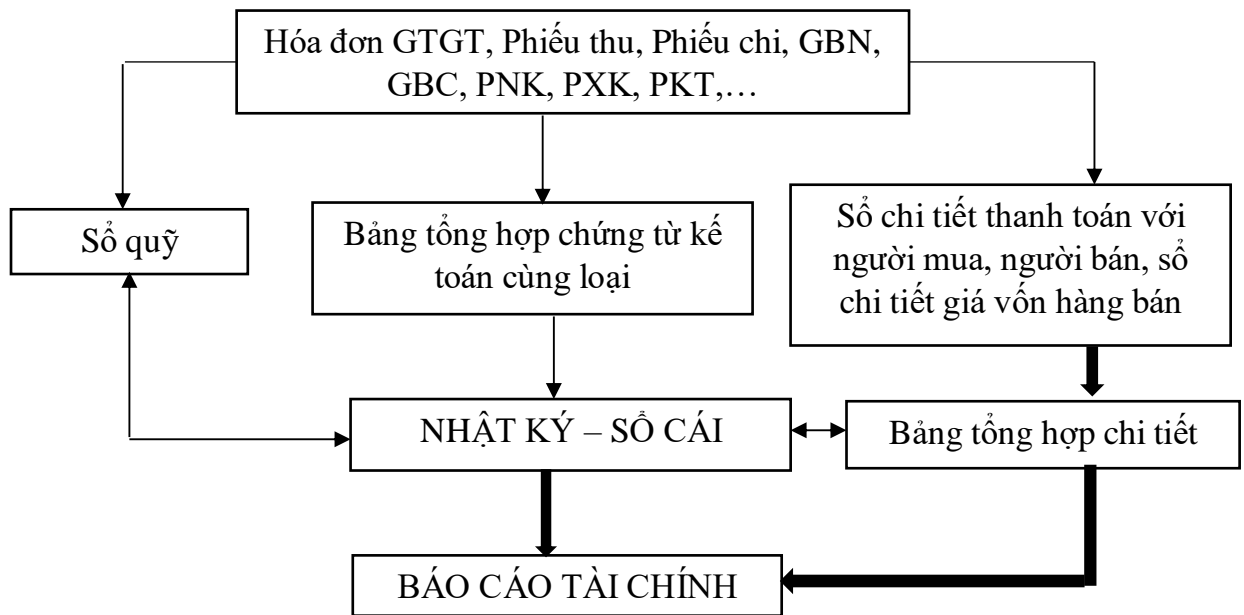 Hóa đơn GTGT, Phiếu thu, Phiếu chi, GBN,
GBC, PNK, PXK, PKT,…
Sổ quỹ
Bảng tổng hợp chứng từ kế
toán cùng loại
Sổ chi tiết thanh toán với
người mua, người bán, sổ
chi tiết giá vốn hàng bán
NHẬT KÝ – SỔ CÁI
Bảng tổng hợp chi tiết
BÁO CÁO TÀI CHÍNH